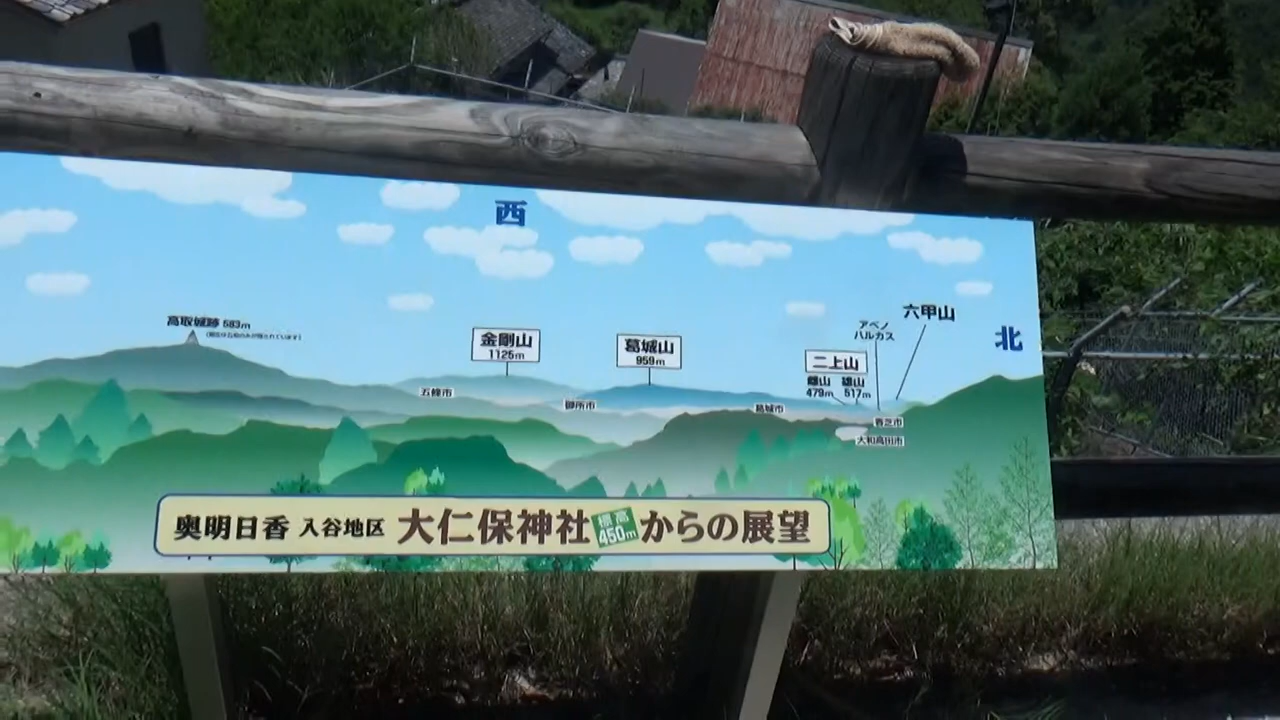 西
北
高取城跡 583m
金剛山
1125m
葛城山
959m
二上山
雌山 雄山
479m 517m
アベノ
ハルカス
六甲山
五條市
御所市
葛城市
香芝市
大和高田市
奥明日香 入谷地区 大仁保神社 標高 450m からの展望